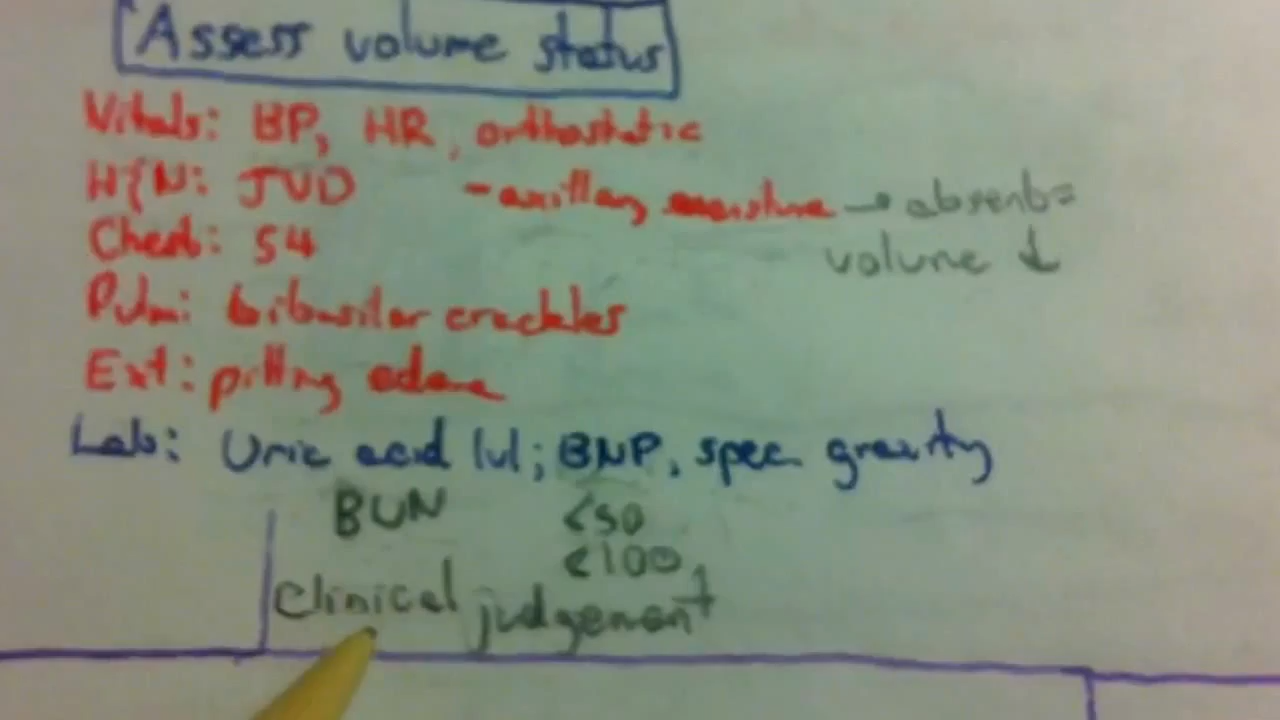 Assess volume status
Vitals: BP, HR, orthostatic
H&N: JVD - axillary moisture → absent =
volume ↓
Chest: S4
Pulm: bibasilar crackles
Ext: pitting edema
Lab: Uric acid lvl; BNP, spec gravity
BUN <50
<100
Clinical judgement